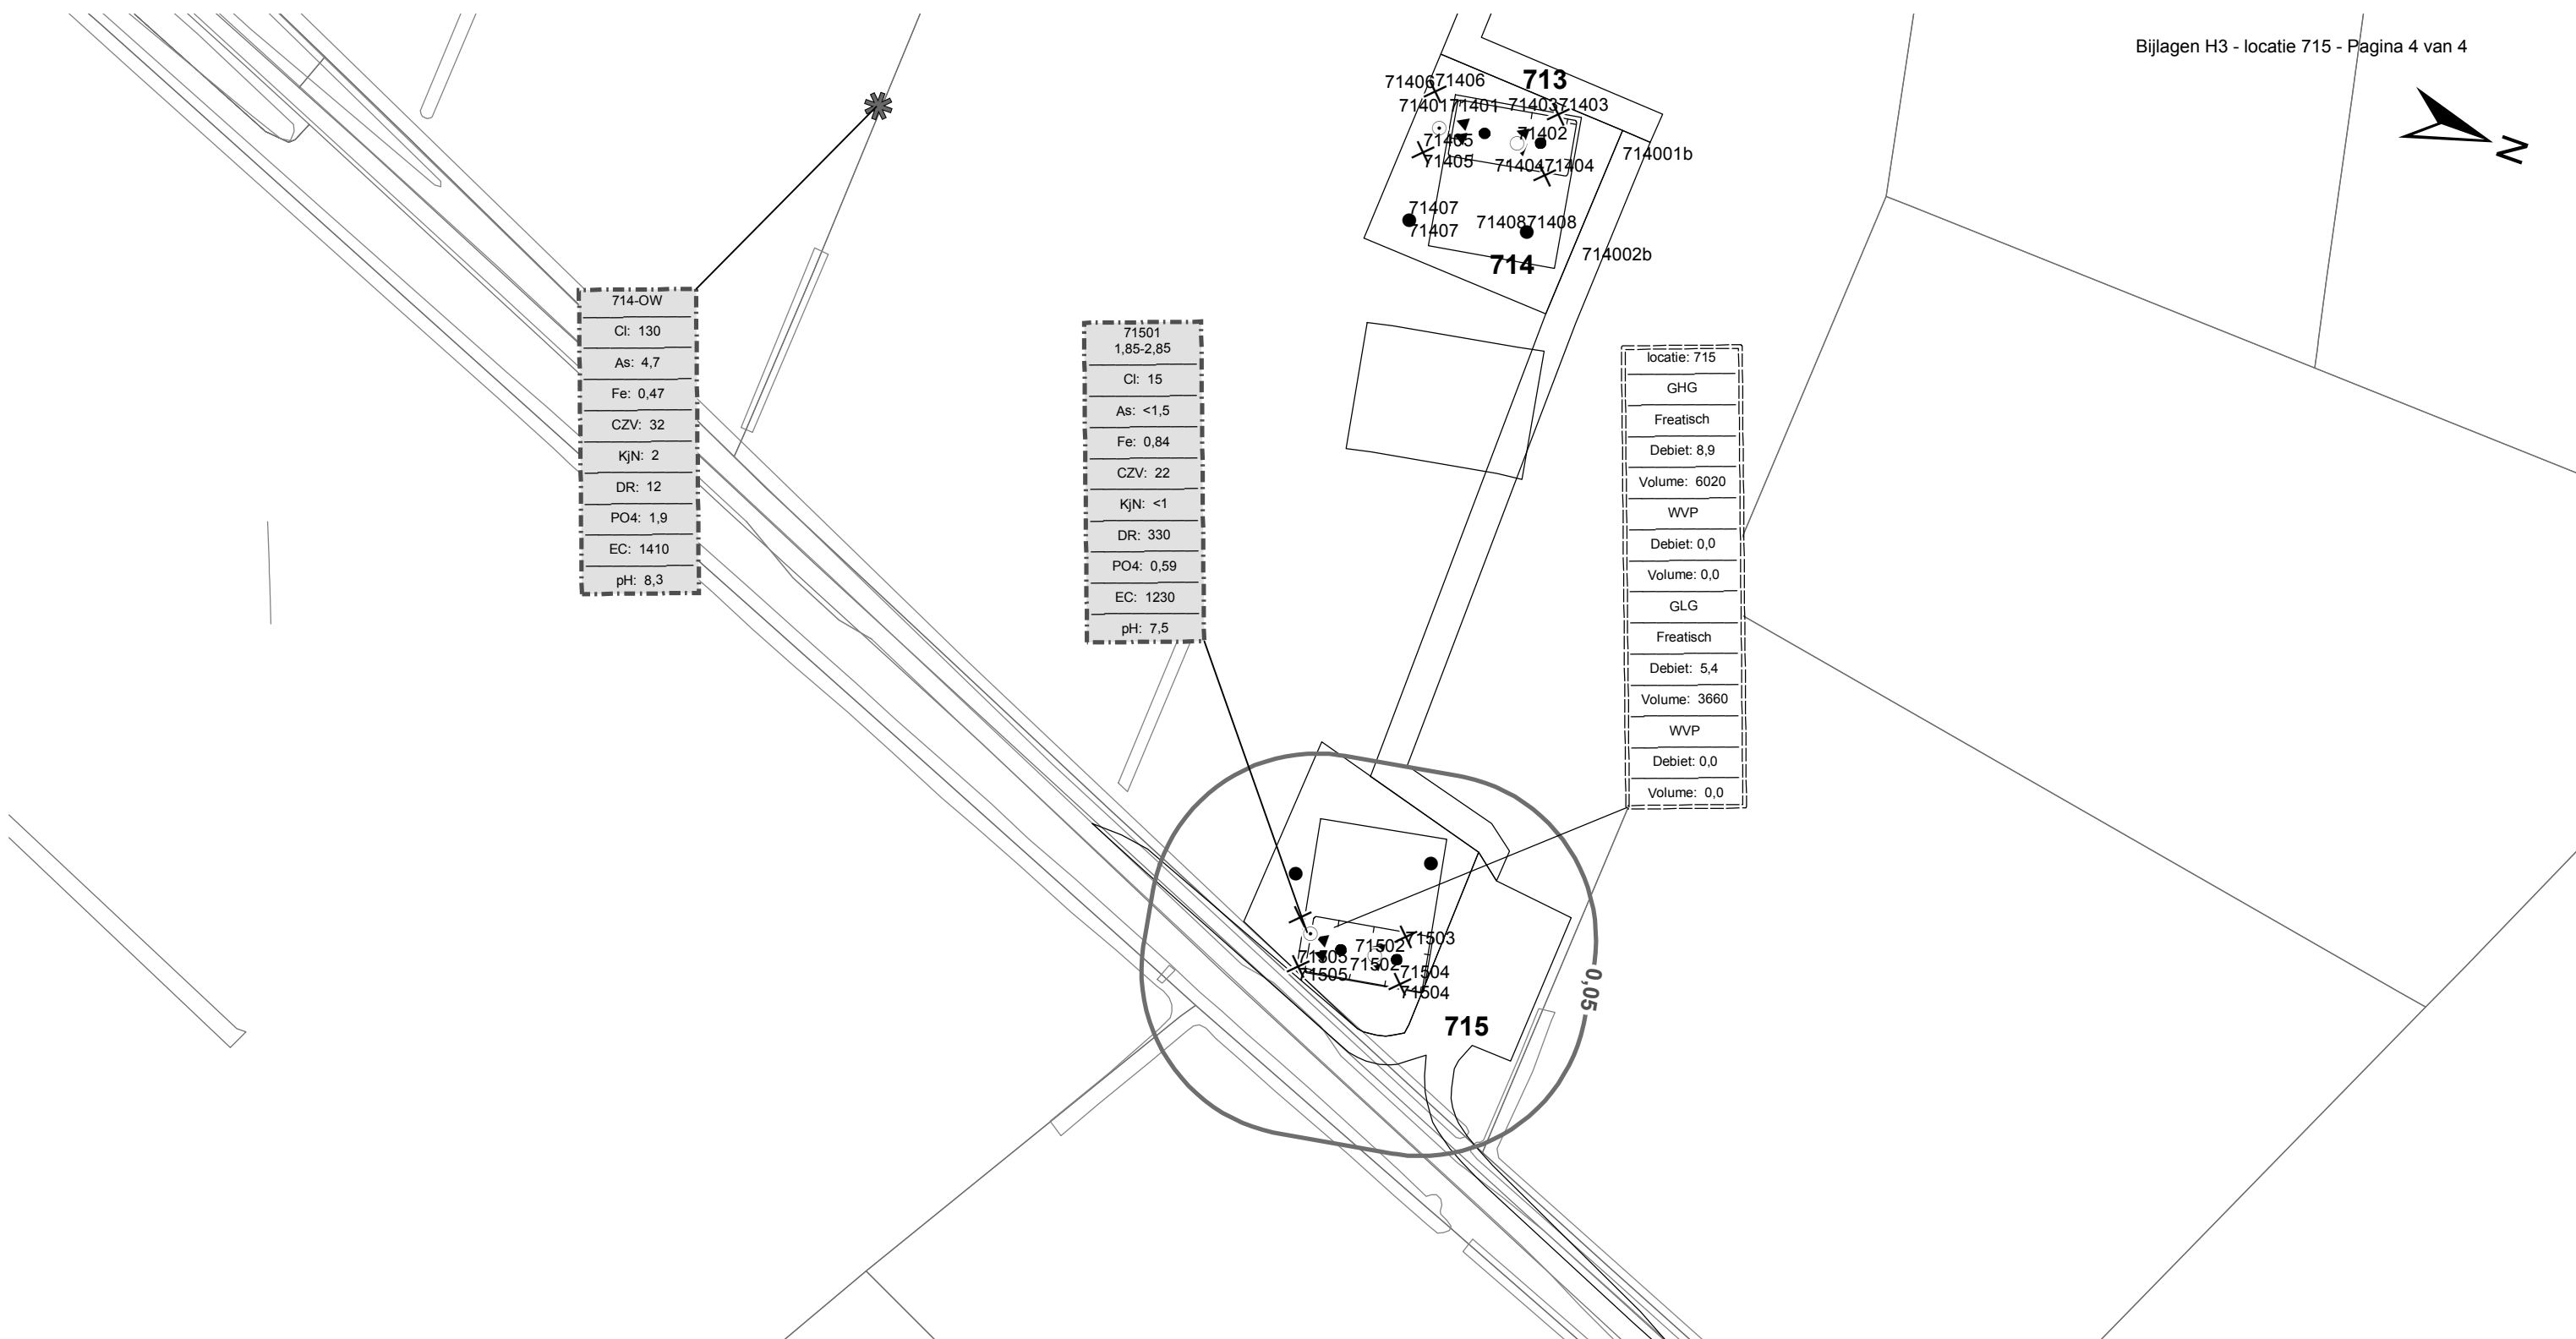 Bijlagen H3 - locatie 715 - Pagina 4 van 4
N
713
71406 71406
71401 71401 71403 71403
71405 71402
71405 71404 71404
714001b
71407 71408 71408
71407
714002b
714
714-OW
Cl: 130
As: 4,7
Fe: 0,47
CZV: 32
KjN: 2
DR: 12
PO4: 1,9
EC: 1410
pH: 8,3
71501
1,85-2,85
Cl: 15
As: <1,5
Fe: 0,84
CZV: 22
KjN: <1
DR: 330
PO4: 0,59
EC: 1230
pH: 7,5
locatie: 715
GHG
Freatisch
Debiet: 8,9
Volume: 6020
WVP
Debiet: 0,0
Volume: 0,0
GLG
Freatisch
Debiet: 5,4
Volume: 3660
WVP
Debiet: 0,0
Volume: 0,0
71502 71503
71505 71502 71504
71505 71504
0,05
715